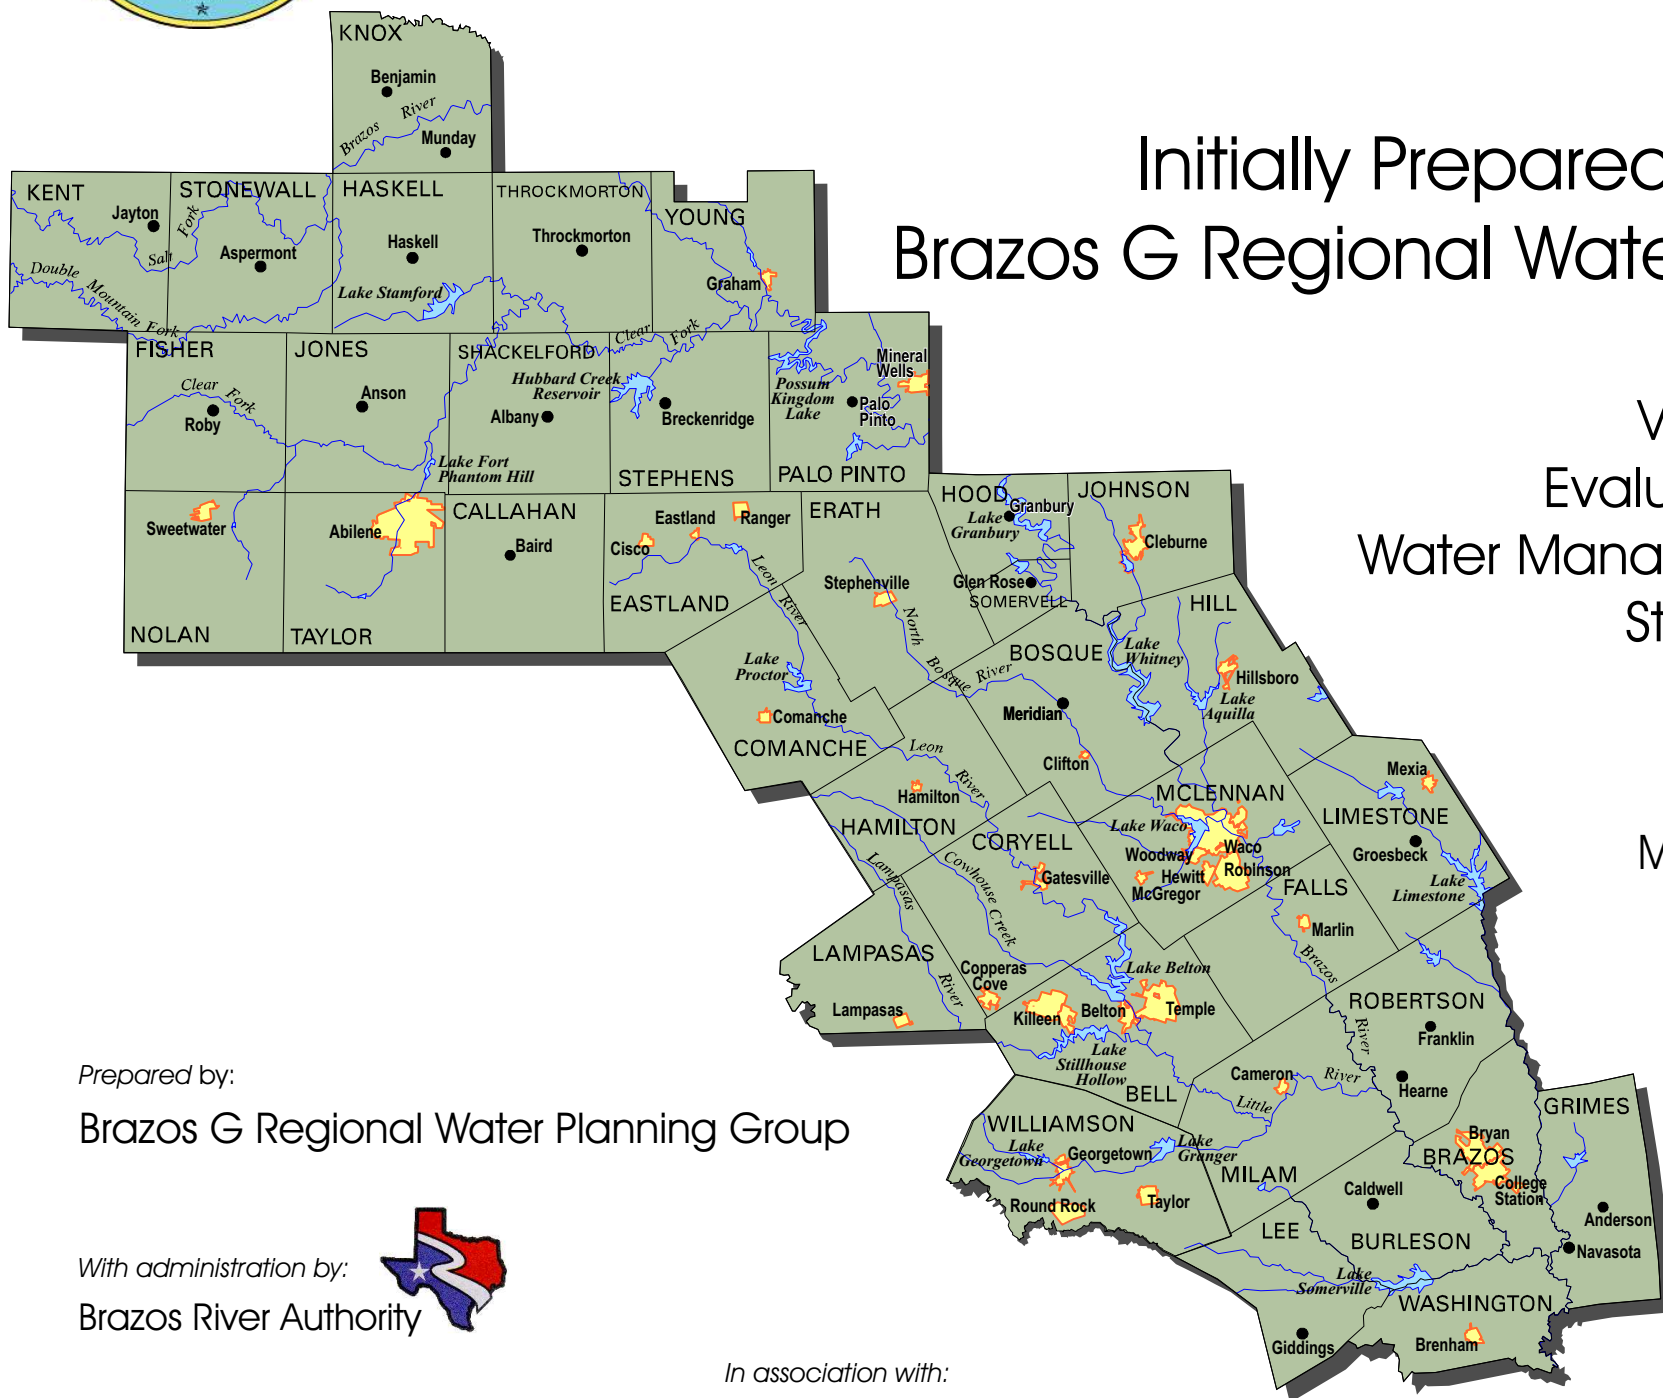 Initially Prepared
Brazos G Regional Wate
V
Evalu
Water Mana
St
M
KNOX
Benjamin
Brazos River
Munday
KENT
Jayton
Salt Fork
Double Mountain Fork
STONEWALL
Aspermont
HASKELL
Haskell
Lake Stamford
THROCKMORTON
Throckmorton
YOUNG
Graham
FISHER
Clear Fork
Roby
JONES
Anson
Lake Fort
Phantom Hill
SHACKELFORD
Hubbard Creek
Reservoir
Albany
Clear Fork
Breckenridge
STEPHENS
Mineral
Wells
Possum
Kingdom
Lake
Palo
Pinto
PALO PINTO
Sweetwater
NOLAN
Abilene
TAYLOR
CALLAHAN
Baird
Eastland
Ranger
Cisco
Leon River
EASTLAND
ERATH
Stephenville
North Bosque River
HOOD
Granbury
Lake
Granbury
Glen Rose
SOMERVELL
JOHNSON
Cleburne
HILL
Lake
Whitney
Hillsboro
Lake
Aquilla
BOSQUE
Meridian
Clifton
Lake
Proctor
Comanche
COMANCHE
Leon River
Hamilton
HAMILTON
Lampasas River
Cowhouse Creek
CORYELL
Gatesville
MCLENNAN
Lake Waco
Waco
Woodway
Hewitt
Robinson
McGregor
Mexia
LIMESTONE
Groesbeck
Lake
Limestone
FALLS
Marlin
Brazos River
LAMPASAS
Lampasas
Copperas
Cove
Killeen
Belton
Lake Belton
Temple
Lake
Stillhouse
Hollow
BELL
ROBERTSON
Franklin
Hearne
Cameron
Little River
MILAM
WILLIAMSON
Lake
Georgetown
Georgetown
Lake
Granger
Round Rock
Taylor
GRIMES
Bryan
BRAZOS
College
Station
Anderson
Navasota
Caldwell
BURLESON
LEE
Lake
Somerville
Giddings
WASHINGTON
Brenham
Prepared by:
Brazos G Regional Water Planning Group
With administration by:
Brazos River Authority
In association with: